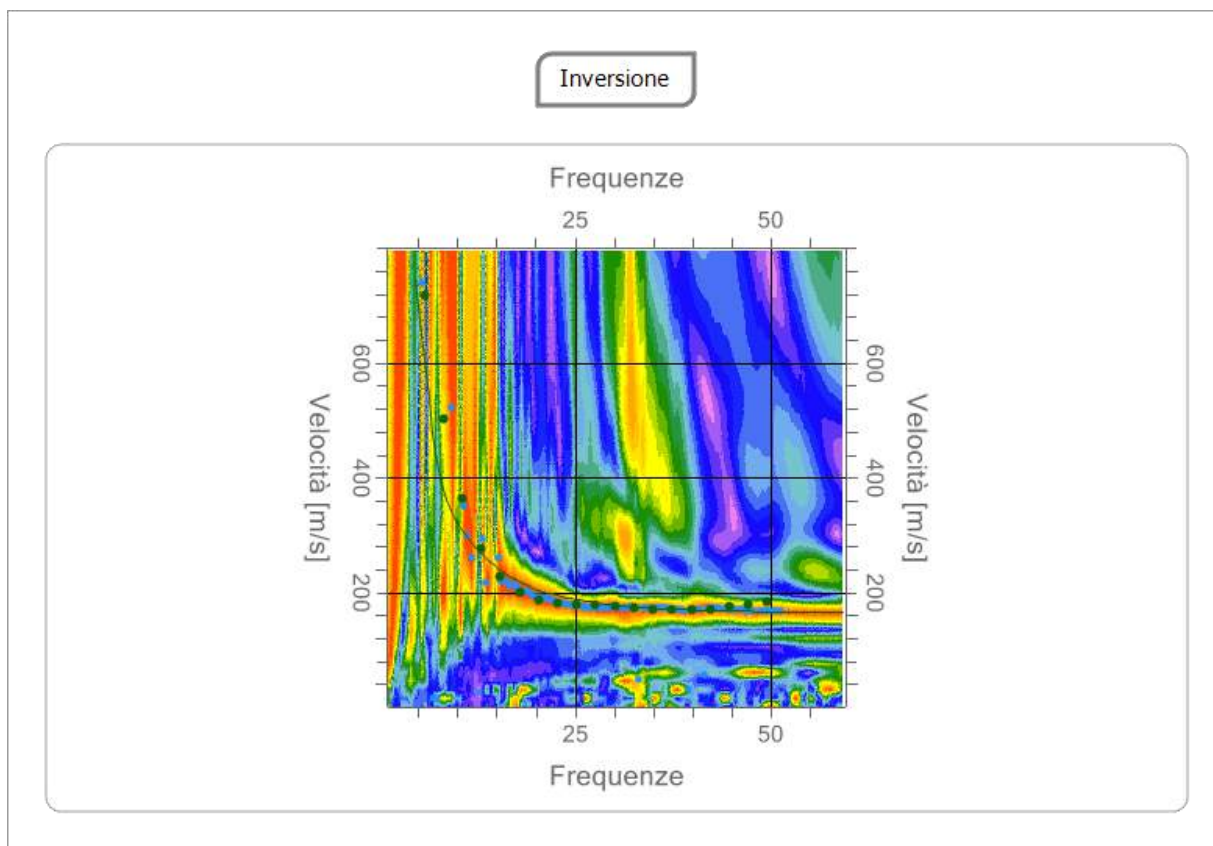 Inversione
Frequenze
25 50
600 600
400 400
200 200
Velocità [m/s]
Velocità [m/s]
25 50
Frequenze